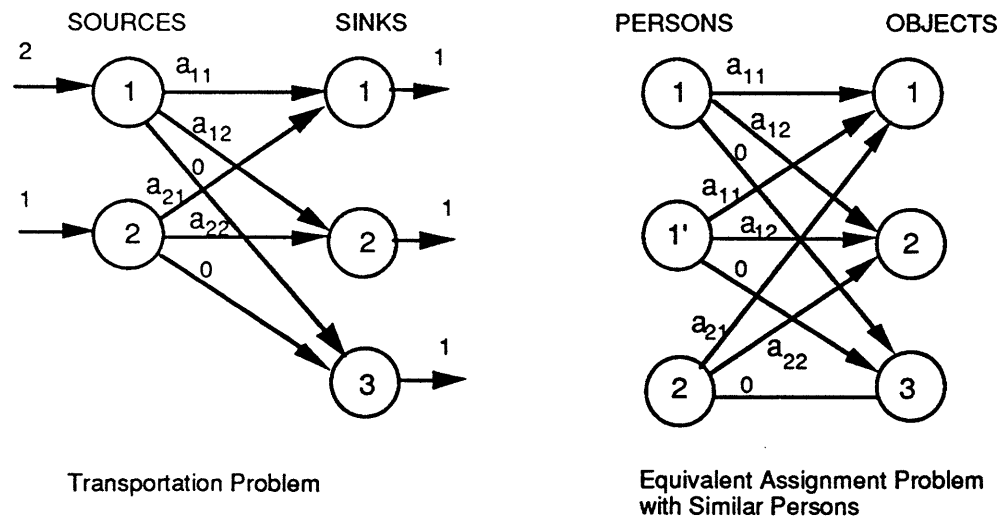 SOURCES SINKS
PERSONS OBJECTS
2 1 a11 1 1
a12
0
1 a21
2 a22 2 1
0
3 1
1 a11 1
a12
0
a11
1' a12 2
0
a21
a22
2 0 3
Transportation Problem
Equivalent Assignment Problem
with Similar Persons